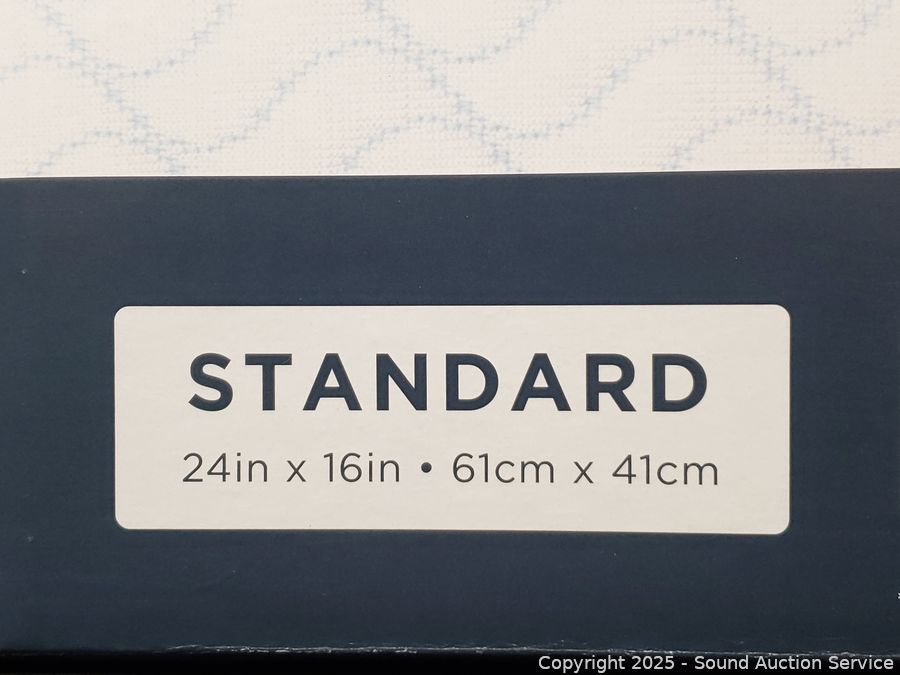 STANDARD
24in x 16in • 61cm x 41cm
Copyright 2025 - Sound Auction Service